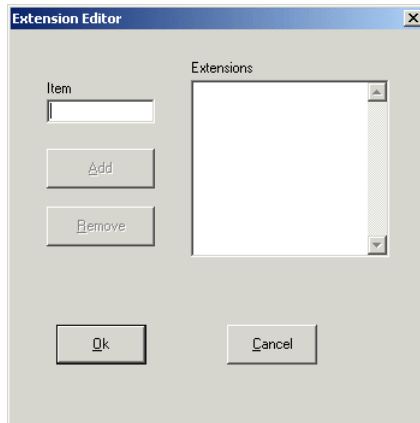 Extension Editor
Extensions
Item
Add
Remove
Ok
Cancel